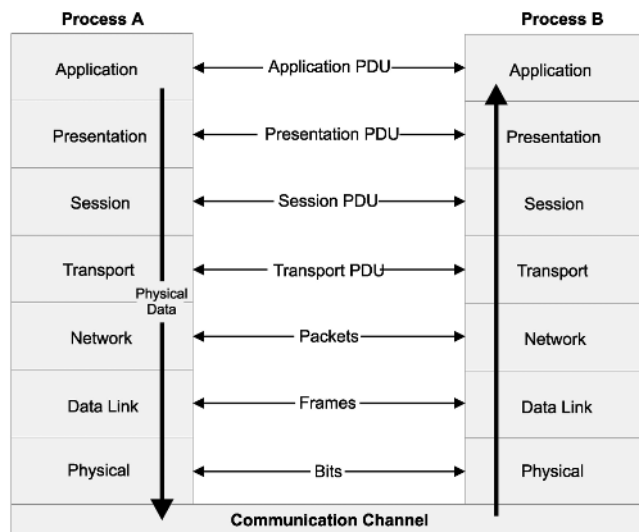 Process A
Process B
Application
Application PDU
Application
Presentation
Presentation PDU
Presentation
Session
Session PDU
Session
Transport
Transport PDU
Transport
Physical
Data
Network
Packets
Network
Data Link
Frames
Data Link
Physical
Bits
Physical
Communication Channel